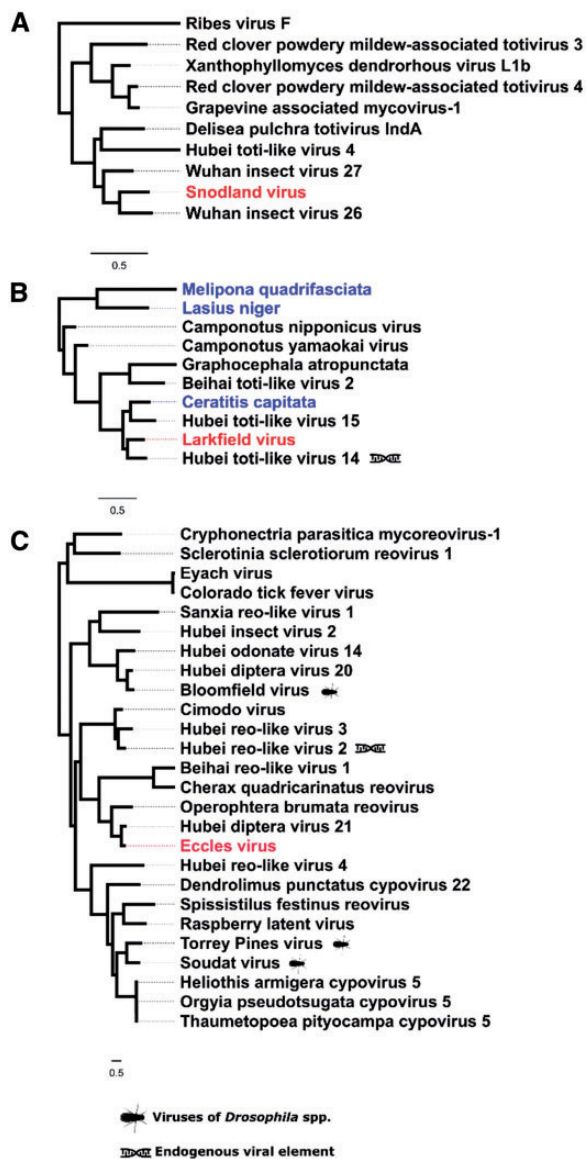 A
Ribes virus F
Red clover powdery mildew-associated totivirus 3
Xanthophyllomyces dendrorhous virus L1b
Red clover powdery mildew-associated totivirus 4
Grapevine associated mycovirus-1
Delisea pulchra totivirus IndA
Hubei toti-like virus 4
Wuhan insect virus 27
Snodland virus
Wuhan insect virus 26
0.5
B
Melipona quadrifasciata
Lasius niger
Camponotus nipponicus virus
Camponotus yamaokai virus
Graphocephala atropunctata
Beihai toti-like virus 2
Ceratitis capitata
Hubei toti-like virus 15
Larkfield virus
Hubei toti-like virus 14
0.5
C
Cryphonectria parasitica mycoreovirus-1
Sclerotinia sclerotiorum reovirus 1
Eyach virus
Colorado tick fever virus
Sanxia reo-like virus 1
Hubei insect virus 2
Hubei odonate virus 14
Hubei diptera virus 20
Bloomfield virus
Cimodo virus
Hubei reo-like virus 3
Hubei reo-like virus 2
Beihai reo-like virus 1
Cherax quadricarinatus reovirus
Operophtera brumata reovirus
Hubei diptera virus 21
Eccles virus
Hubei reo-like virus 4
Dendrolimus punctatus cypovirus 22
Spissistilus festinus reovirus
Raspberry latent virus
Torrey Pines virus
Soudat virus
Heliothis armigera cypovirus 5
Orgyia pseudotsugata cypovirus 5
Thaumetopoea pityocampa cypovirus 5
0.5
Viruses of Drosophila spp.
Endogenous viral element